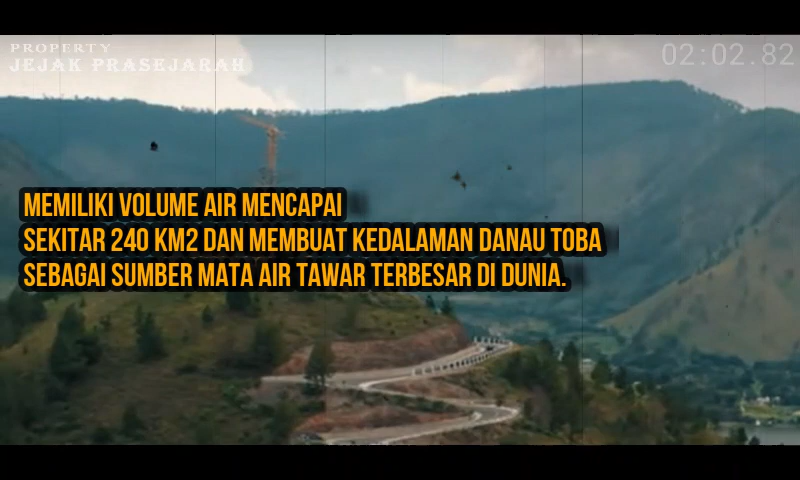 PROPERTY
JEJAK PRASEJARAH
02:02.82
MEMILIKI VOLUME AIR MENCAPAI
SEKITAR 240 KM2 DAN MEMBUAT KEDALAMAN DANAU TOBA
SEBAGAI SUMBER MATA AIR TAWAR TERBESAR DI DUNIA.